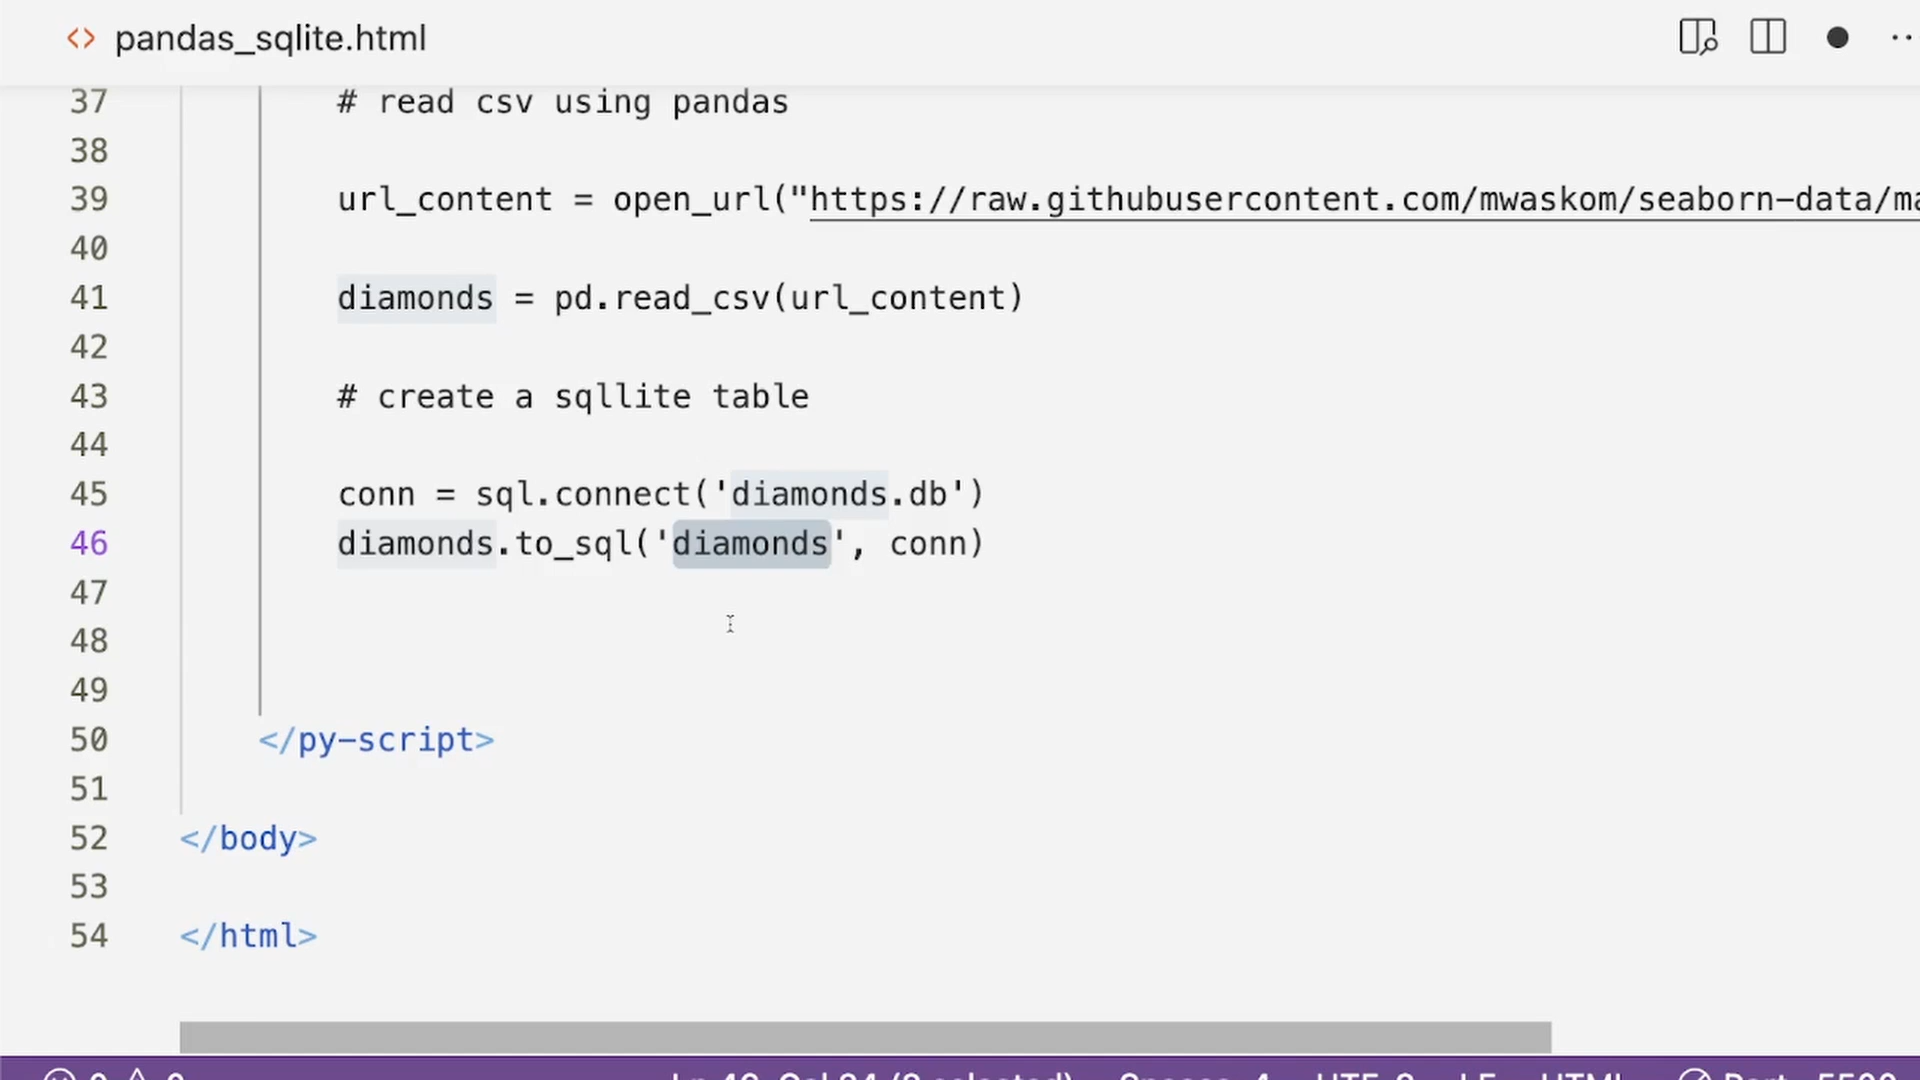 <> pandas_sqlite.html
37 # read csv using pandas
38
39 url_content = open_url("https://raw.githubusercontent.com/mwaskom/seaborn-data/ma
40
41 diamonds = pd.read_csv(url_content)
42
43 # create a sqllite table
44
45 conn = sql.connect('diamonds.db')
46 diamonds.to_sql('diamonds', conn)
47
48
49
50 </py-script>
51
52 </body>
53
54 </html>